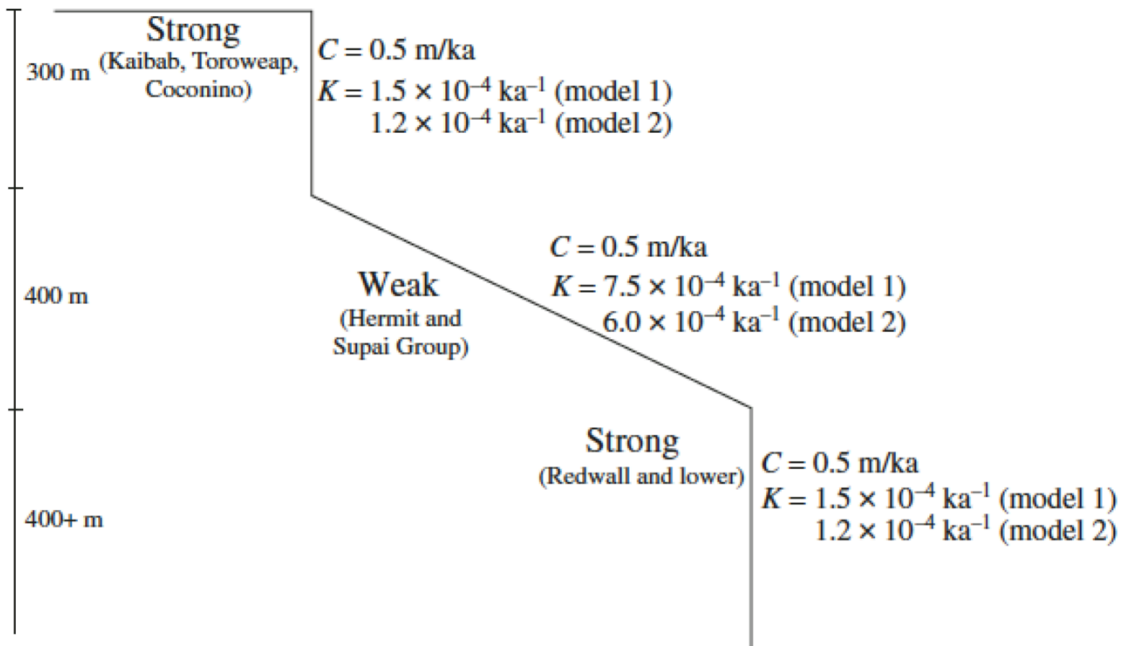 Strong
(Kaibab, Toroweap,
Coconino)
300 m
C = 0.5 m/ka
K = 1.5 × 10⁻⁴ ka⁻¹ (model 1)
1.2 × 10⁻⁴ ka⁻¹ (model 2)
400 m
Weak
(Hermit and
Supai Group)
C = 0.5 m/ka
K = 7.5 × 10⁻⁴ ka⁻¹ (model 1)
6.0 × 10⁻⁴ ka⁻¹ (model 2)
400+ m
Strong
(Redwall and lower)
C = 0.5 m/ka
K = 1.5 × 10⁻⁴ ka⁻¹ (model 1)
1.2 × 10⁻⁴ ka⁻¹ (model 2)